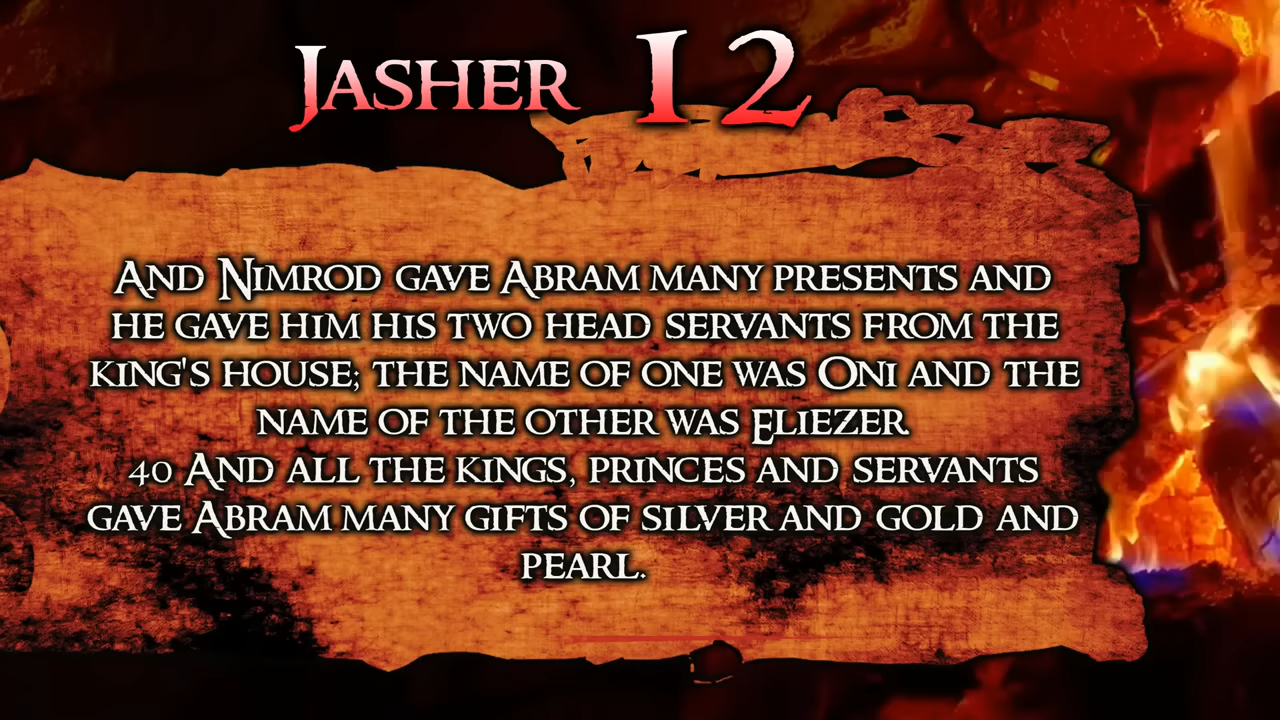 Jasher 12
And Nimrod gave Abram many presents and
he gave him his two head servants from the
king's house; the name of one was Oni and the
name of the other was Eliezer
40 And all the kings, princes and servants
gave Abram many gifts of silver and gold and
pearl.